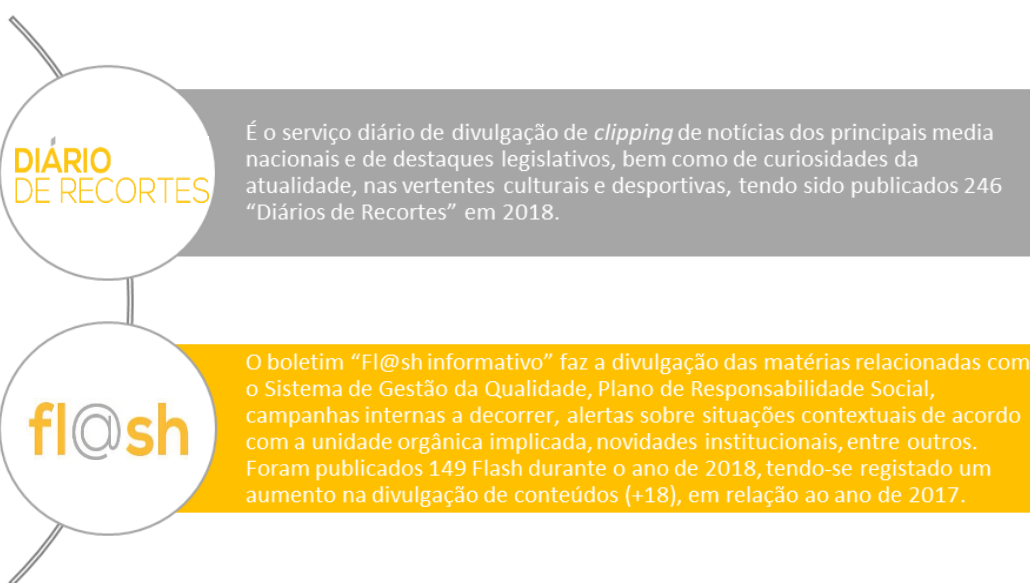 DIÁRIO
DE RECORTES
É o serviço diário de divulgação de clipping de notícias dos principais media
nacionais e de destaques legislativos, bem como de curiosidades da
atualidade, nas vertentes culturais e desportivas, tendo sido publicados 246
“Diários de Recortes” em 2018.
fl@sh
O boletim “Fl@sh informativo” faz a divulgação das matérias relacionadas com
o Sistema de Gestão da Qualidade, Plano de Responsabilidade Social,
campanhas internas a decorrer, alertas sobre situações contextuais de acordo
com a unidade orgânica implicada, novidades institucionais, entre outros.
Foram publicados 149 Flash durante o ano de 2018, tendo-se registado um
aumento na divulgação de conteúdos (+18), em relação ao ano de 2017.